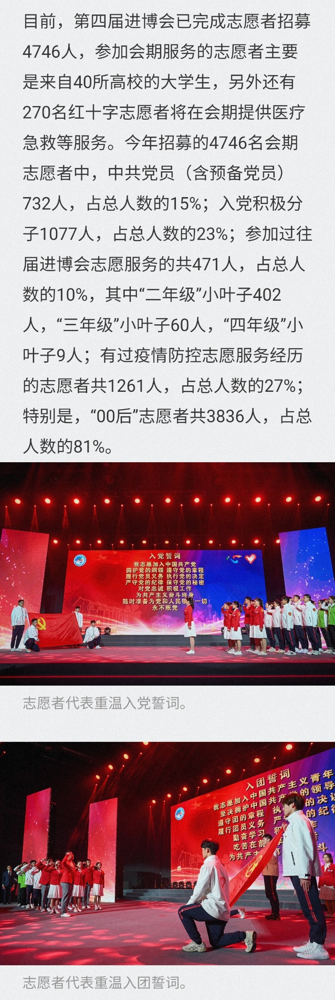 目前，第四届进博会已完成志愿者招募
4746人，参加会期服务的志愿者主要
是来自40所高校的大学生，另外还有
270名红十字志愿者将在会期提供医疗
急救等服务。今年招募的4746名会期
志愿者中，中共党员（含预备党员）
732人，占总人数的15%；入党积极分
子1077人，占总人数的23%；参加过往
届进博会志愿服务的共471人，占总人
数的10%，其中“二年级”小叶子402
人，“三年级”小叶子60人，“四年级”小
叶子9人；有过疫情防控志愿服务经历
的志愿者共1261人，占总人数的27%；
特别是，“00后”志愿者共3836人，占总
人数的81%。
入党誓词
我志愿加入中国共产党
拥护党的纲领 遵守党的章程
履行党员义务 执行党的决定
严守党的纪律 保守党的秘密
对党忠诚 积极工作
为共产主义奋斗终身
随时准备为党和人民牺 一切
永不叛党
志愿者代表重温入党誓词。
入团誓词
我志愿加入中国共产主义青年
坚决拥护中国共产党的领导
遵守团的章程 执 的决议
履行团员义务 严 的纪律
勤奋学习 积 作
吃苦在前
为共产主 斗
志愿者代表重温入团誓词。